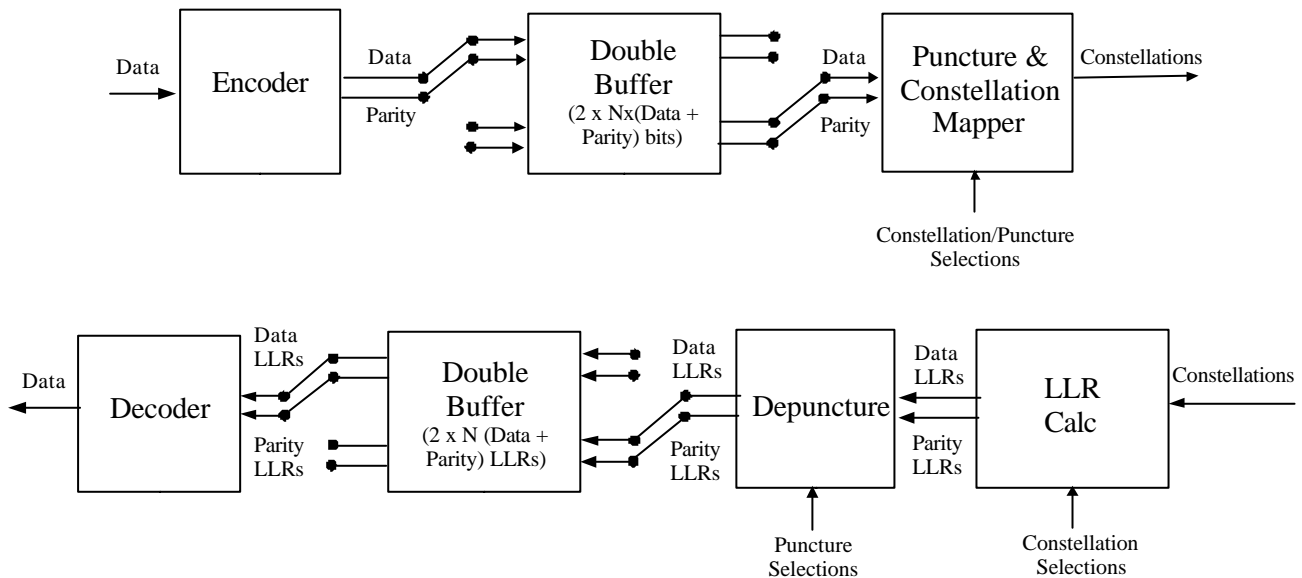 Data
Encoder
Data
Parity
Double
Buffer
(2 x Nx(Data +
Parity) bits)
Data
Parity
Puncture &
Constellation
Mapper
Constellations
Constellation/Puncture
Selections
Data
Decoder
Data
LLRs
Parity
LLRs
Double
Buffer
(2 x N (Data +
Parity) LLRs)
Data
LLRs
Parity
LLRs
Depuncture
Puncture
Selections
Data
LLRs
Parity
LLRs
LLR
Calc
Constellations
Constellation
Selections